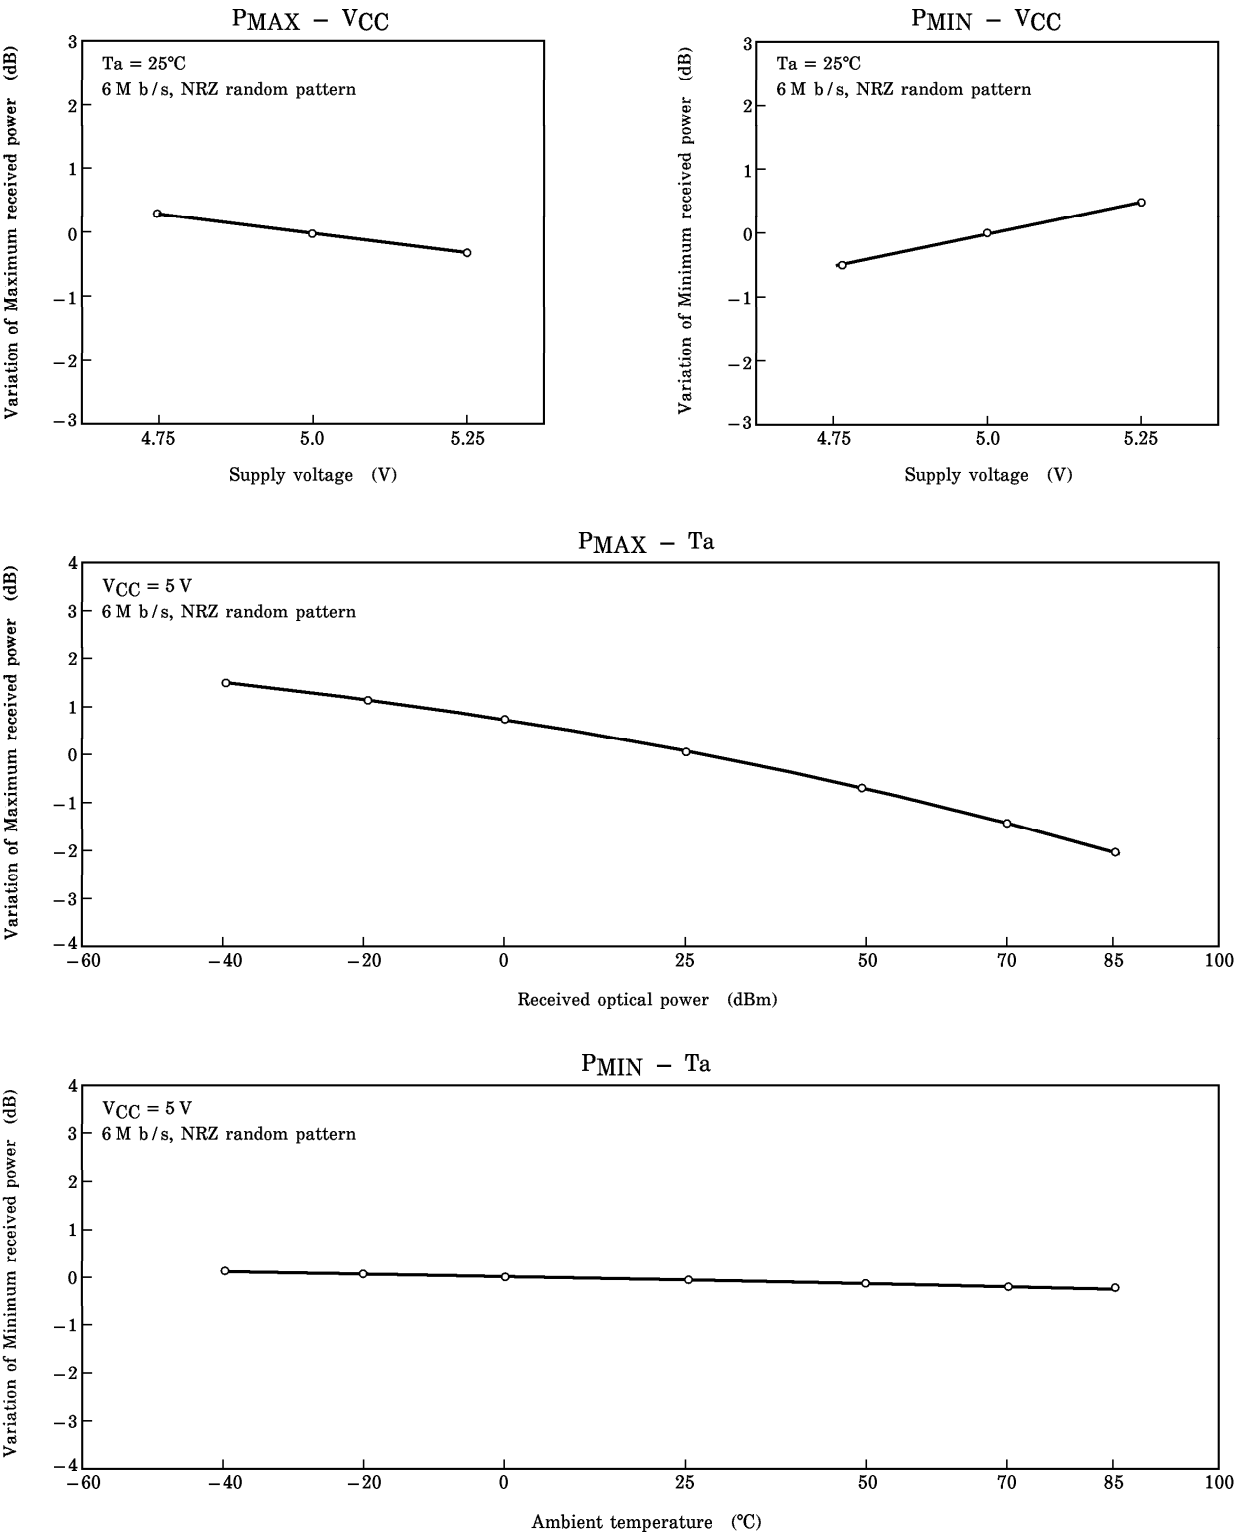 PMAX – VCC
Variation of Maximum received power (dB)
Ta = 25℃
6 M b/s, NRZ random pattern
3
2
1
0
−1
−2
−3
4.75 5.0 5.25
Supply voltage (V)
PMIN – VCC
Variation of Minimum received power (dB)
Ta = 25℃
6 M b/s, NRZ random pattern
3
2
1
0
−1
−2
−3
4.75 5.0 5.25
Supply voltage (V)
PMAX – Ta
Variation of Maximum received power (dB)
VCC = 5 V
6 M b/s, NRZ random pattern
4
3
2
1
0
−1
−2
−3
−4
−60 −40 −20 0 25 50 70 85 100
Received optical power (dBm)
PMIN – Ta
Variation of Minimum received power (dB)
VCC = 5 V
6 M b/s, NRZ random pattern
4
3
2
1
0
−1
−2
−3
−4
−60 −40 −20 0 25 50 70 85 100
Ambient temperature (℃)